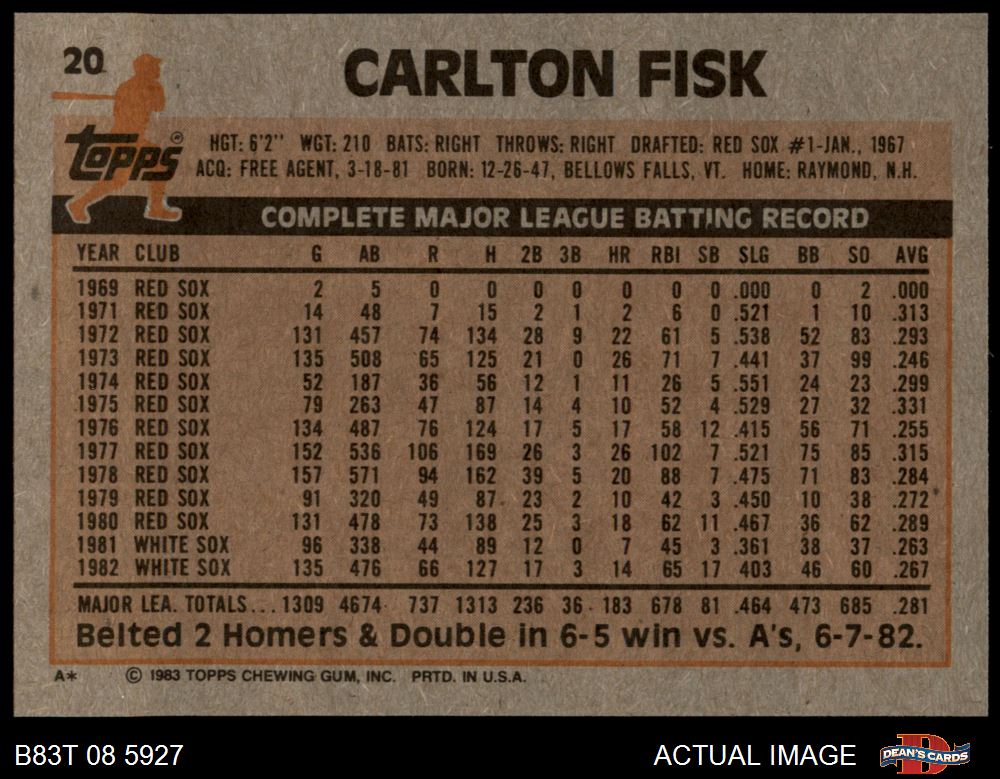 20
CARLTON FISK
topps®
HGT: 6'2" WGT: 210 BATS: RIGHT THROWS: RIGHT DRAFTED: RED SOX #1-JAN., 1967
ACQ: FREE AGENT, 3-18-81 BORN: 12-26-47, BELLOWS FALLS, VT. HOME: RAYMOND, N.H.
COMPLETE MAJOR LEAGUE BATTING RECORD
YEAR CLUB G AB R H 2B 3B HR RBI SB SLG BB SO AVG
1969 RED SOX 2 5 0 0 0 0 0 0 0 .000 0 2 .000
1971 RED SOX 14 48 7 15 2 1 2 6 0 .521 1 10 .313
1972 RED SOX 131 457 74 134 28 9 22 61 5 .538 52 83 .293
1973 RED SOX 135 508 65 125 21 0 26 71 7 .441 37 99 .246
1974 RED SOX 52 187 36 56 12 1 11 26 5 .551 24 23 .299
1975 RED SOX 79 263 47 87 14 4 10 52 4 .529 27 32 .331
1976 RED SOX 134 487 76 124 17 5 17 58 12 .415 56 71 .255
1977 RED SOX 152 536 106 169 26 3 26 102 7 .521 75 85 .315
1978 RED SOX 157 571 94 162 39 5 20 88 7 .475 71 83 .284
1979 RED SOX 91 320 49 87 23 2 10 42 3 .450 10 38 .272
1980 RED SOX 131 478 73 138 25 3 18 62 11 .467 36 62 .289
1981 WHITE SOX 96 338 44 89 12 0 7 45 3 .361 38 37 .263
1982 WHITE SOX 135 476 66 127 17 3 14 65 17 403 46 60 .267
MAJOR LEA. TOTALS... 1309 4674 737 1313 236 36 183 678 81 .464 473 685 .281
Belted 2 Homers & Double in 6-5 win vs. A's, 6-7-82.
A* © 1983 TOPPS CHEWING GUM, INC. PRTD. IN U.S.A.
B83T 08 5927 ACTUAL IMAGE DEAN'S CARDS